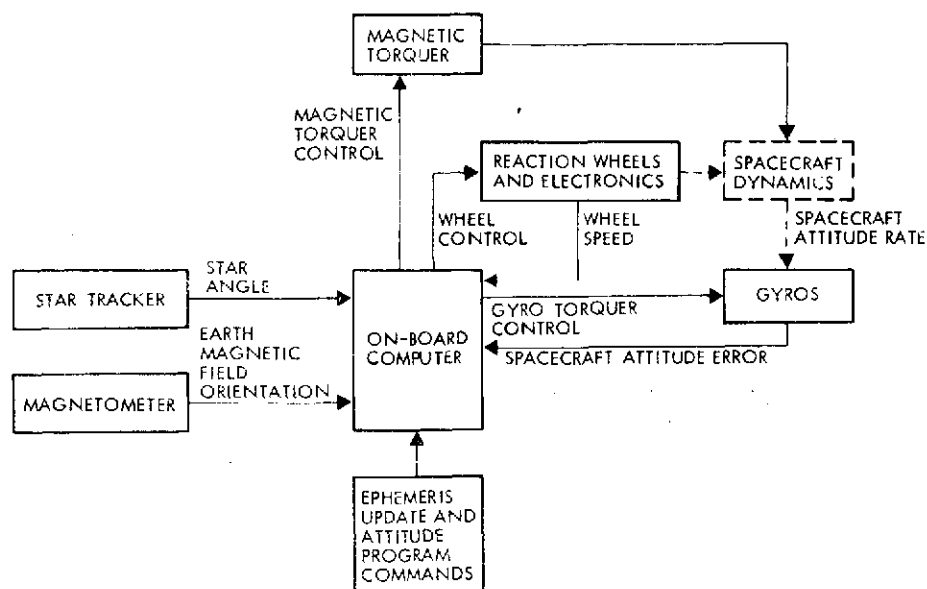 MAGNETIC
TORQUER
MAGNETIC
TORQUER
CONTROL
REACTION WHEELS
AND ELECTRONICS
SPACECRAFT
DYNAMICS
WHEEL
CONTROL
WHEEL
SPEED
SPACECRAFT
ATTITUDE RATE
STAR TRACKER
STAR
ANGLE
ON-BOARD
COMPUTER
GYRO TORQUER
CONTROL
GYROS
SPACECRAFT ATTITUDE ERROR
MAGNETOMETER
EARTH
MAGNETIC
FIELD
ORIENTATION
EPHEMERIS
UPDATE AND
ATTITUDE
PROGRAM
COMMANDS